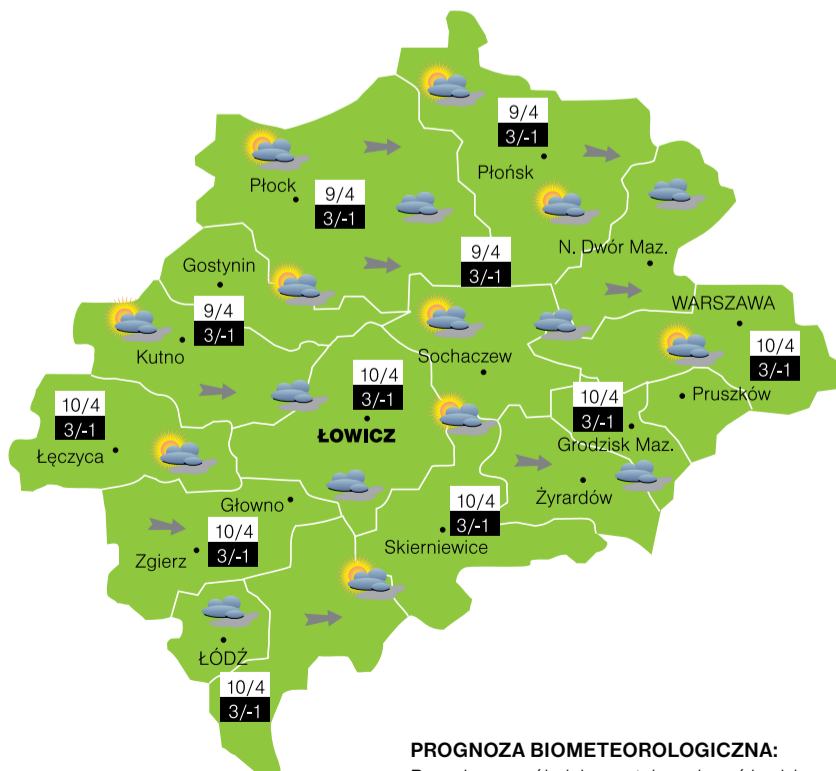 9/4
3/-1
Płońsk
Płock
9/4
3/-1
9/4
3/-1
N. Dwór Maz.
Gostynin
9/4
3/-1
Kutno
WARSZAWA
10/4
3/-1
Sochaczew
Pruszków
10/4
3/-1
ŁOWICZ
10/4
3/-1
Grodzisk Maz.
10/4
3/-1
Łęczyca
Żyrardów
Głowno
10/4
3/-1
Skierniewice
10/4
3/-1
Zgierz
ŁÓDŹ
10/4
3/-1
PROGNOZA BIOMETEOROLOGICZNA: